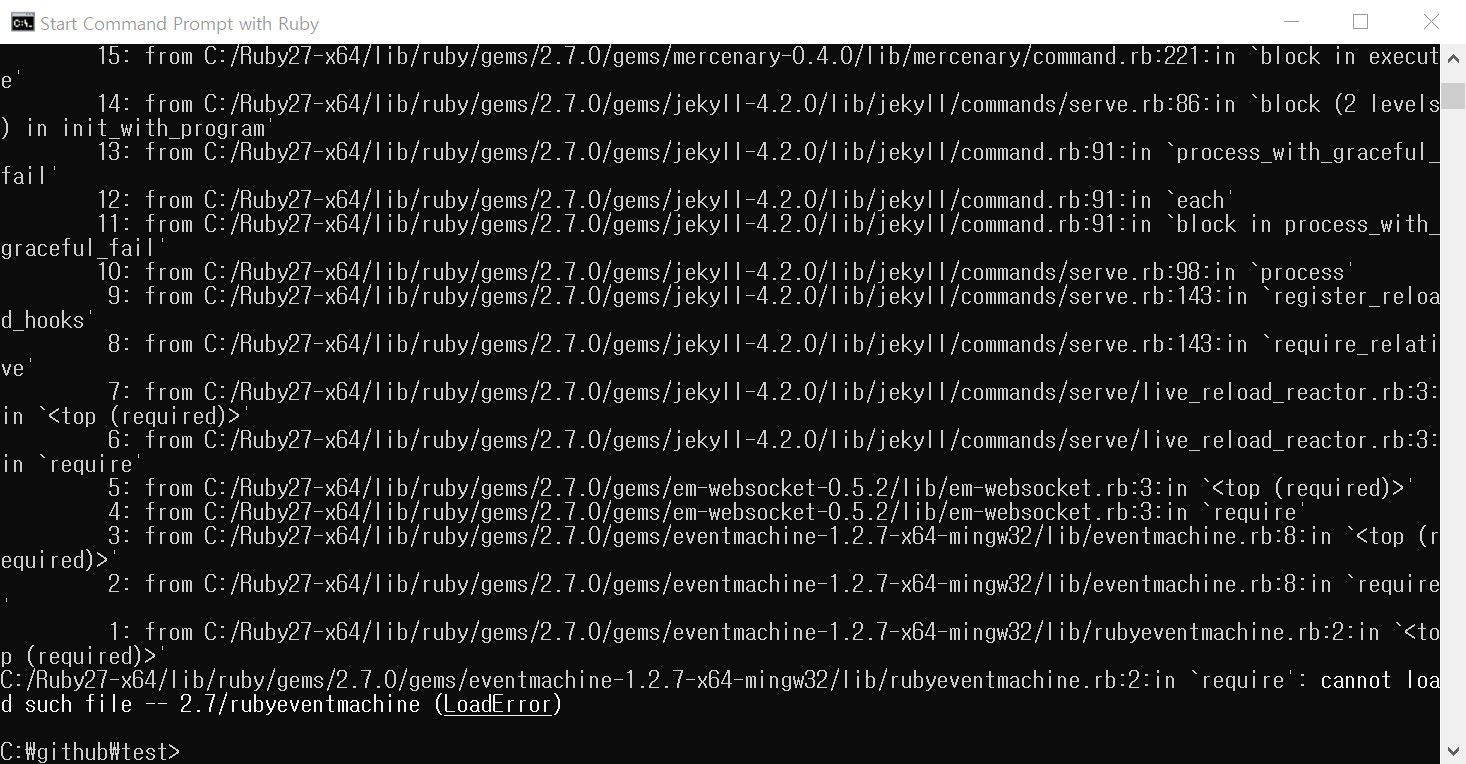 Start Command Prompt with Ruby
15: from C:/Ruby27-x64/lib/ruby/gems/2.7.0/gems/mercenary-0.4.0/lib/mercenary/command.rb:221:in `block in execut
e'
14: from C:/Ruby27-x64/lib/ruby/gems/2.7.0/gems/jekyll-4.2.0/lib/jekyll/commands/serve.rb:86:in `block (2 levels
) in init_with_program'
13: from C:/Ruby27-x64/lib/ruby/gems/2.7.0/gems/jekyll-4.2.0/lib/jekyll/command.rb:91:in `process_with_graceful_
fail'
12: from C:/Ruby27-x64/lib/ruby/gems/2.7.0/gems/jekyll-4.2.0/lib/jekyll/command.rb:91:in `each'
11: from C:/Ruby27-x64/lib/ruby/gems/2.7.0/gems/jekyll-4.2.0/lib/jekyll/command.rb:91:in `block in process_with_
graceful_fail'
10: from C:/Ruby27-x64/lib/ruby/gems/2.7.0/gems/jekyll-4.2.0/lib/jekyll/commands/serve.rb:98:in `process'
9: from C:/Ruby27-x64/lib/ruby/gems/2.7.0/gems/jekyll-4.2.0/lib/jekyll/commands/serve.rb:143:in `register_reloa
d_hooks'
8: from C:/Ruby27-x64/lib/ruby/gems/2.7.0/gems/jekyll-4.2.0/lib/jekyll/commands/serve.rb:143:in `require_relati
ve'
7: from C:/Ruby27-x64/lib/ruby/gems/2.7.0/gems/jekyll-4.2.0/lib/jekyll/commands/serve/live_reload_reactor.rb:3:
in `<top (required)>'
6: from C:/Ruby27-x64/lib/ruby/gems/2.7.0/gems/jekyll-4.2.0/lib/jekyll/commands/serve/live_reload_reactor.rb:3:
in `require'
5: from C:/Ruby27-x64/lib/ruby/gems/2.7.0/gems/em-websocket-0.5.2/lib/em-websocket.rb:3:in `<top (required)>'
4: from C:/Ruby27-x64/lib/ruby/gems/2.7.0/gems/em-websocket-0.5.2/lib/em-websocket.rb:3:in `require'
3: from C:/Ruby27-x64/lib/ruby/gems/2.7.0/gems/eventmachine-1.2.7-x64-mingw32/lib/eventmachine.rb:8:in `<top (r
equired)>'
2: from C:/Ruby27-x64/lib/ruby/gems/2.7.0/gems/eventmachine-1.2.7-x64-mingw32/lib/eventmachine.rb:8:in `require
'
1: from C:/Ruby27-x64/lib/ruby/gems/2.7.0/gems/eventmachine-1.2.7-x64-mingw32/lib/rubyeventmachine.rb:2:in `<to
p (required)>'
C:/Ruby27-x64/lib/ruby/gems/2.7.0/gems/eventmachine-1.2.7-x64-mingw32/lib/rubyeventmachine.rb:2:in `require': cannot loa
d such file -- 2.7/rubyeventmachine (LoadError)
C:₩github₩test>